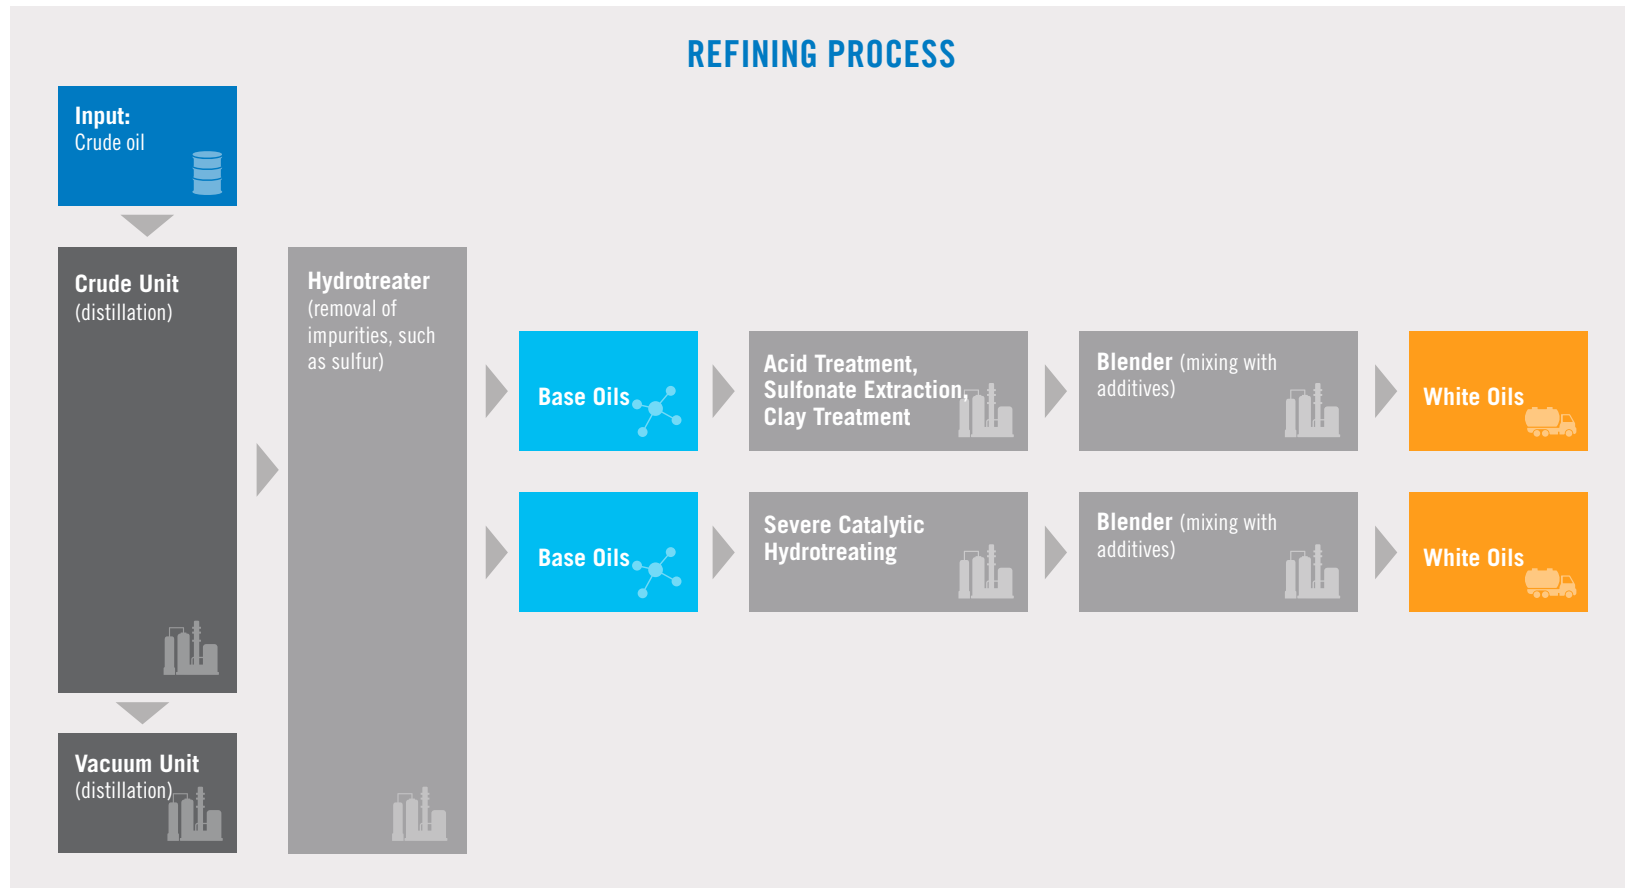 REFINING PROCESS
Input:
Crude oil
Crude Unit
(distillation)
Vacuum Unit
(distillation)
Hydrotreater
(removal of
impurities, such
as sulfur)
Base Oils
Acid Treatment,
Sulfonate Extraction,
Clay Treatment
Blender (mixing with
additives)
White Oils
Base Oils
Severe Catalytic
Hydrotreating
Blender (mixing with
additives)
White Oils